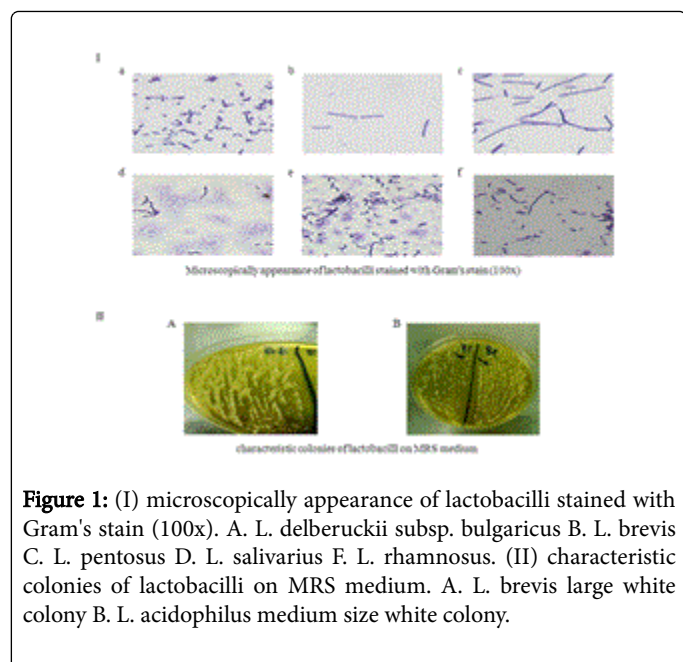 I
a b c
d e f
Microscopically appearance of lactobacilli stained with Gram's stain (100x)
II
A B
characteristic colonies of lactobacilli on MRS medium
Figure 1: (I) microscopically appearance of lactobacilli stained with
Gram's stain (100x). A. L. delberuckii subsp. bulgaricus B. L. brevis
C. L. pentosus D. L. salivarius F. L. rhamnosus. (II) characteristic
colonies of lactobacilli on MRS medium. A. L. brevis large white
colony B. L. acidophilus medium size white colony.